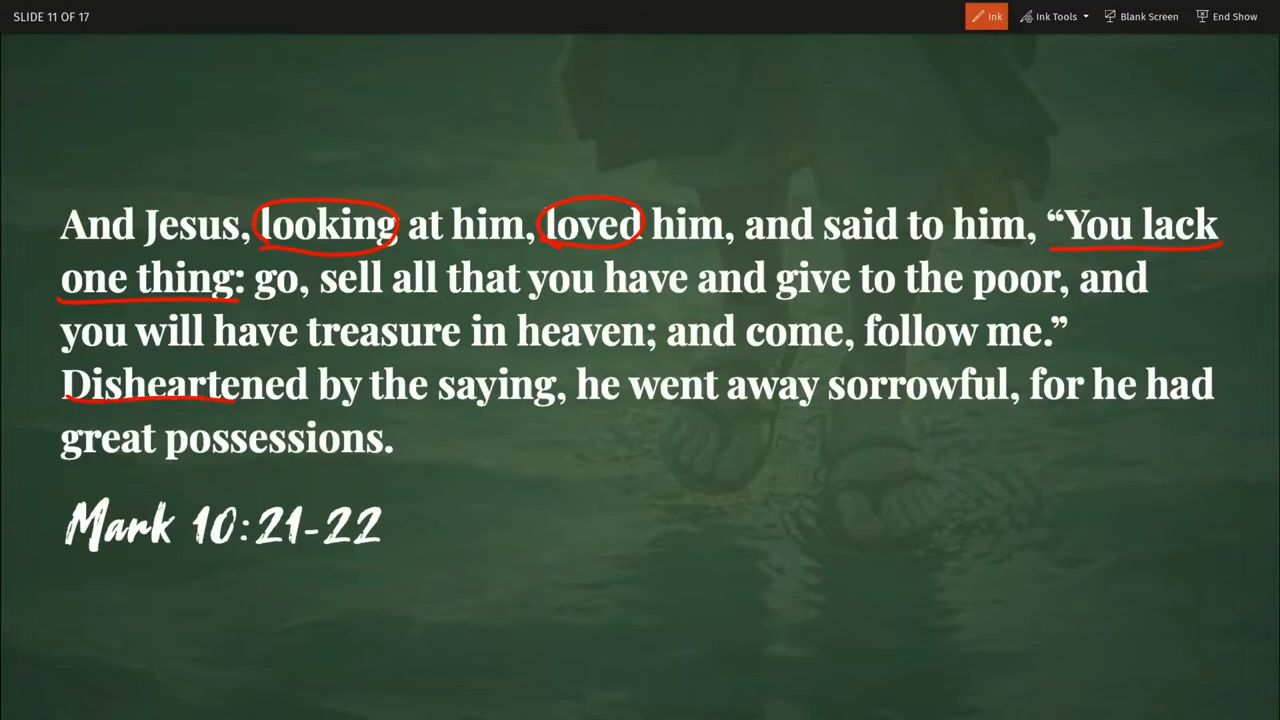 SLIDE 11 OF 17
Ink
Ink Tools
Blank Screen
End Show
And Jesus, looking at him, loved him, and said to him, “You lack
one thing: go, sell all that you have and give to the poor, and
you will have treasure in heaven; and come, follow me.”
Disheartened by the saying, he went away sorrowful, for he had
great possessions.
Mark 10:21-22